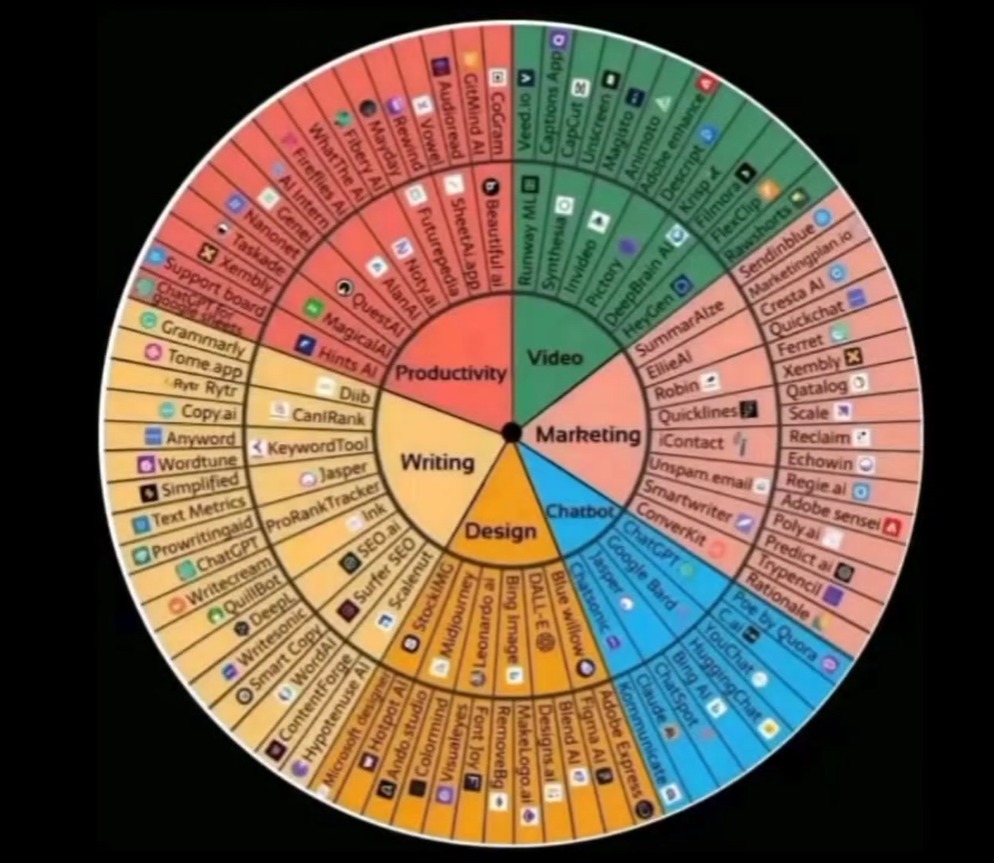 Productivity
Hints AI
MagicalAi
QuestAI
AlanAI
Noty.ai
Futurepedia
SheetAi.app
Beautiful ai
ChatGPT for
google sheets
Support board
Xembly
Taskade
Nanonet
Genei
AI Intern
Fireflies Ai
WhatThe Ai
Fibery AI
Mayday
Rewind
Vowel
Audioread
GitMind AI
CoGram
Video
Runway ML
Synthesia
Invideo
Pictory
DeepBrain AI
HeyGen
Veed.io
Captions App
CapCut
Unscreen
Magisto
Animoto
Adobe enhance
Descript
Knsp
Filmora
FlexClip
Rawshorts
Marketing
SummarAIze
EllieAI
Robin
Quicklines
iContact
Unspam.email
Smartwriter
ConverKit
Sendinblue
Marketingplan.io
Cresta AI
Quickchat
Ferret
Xembly
Qatalog
Scale
Reclaim
Echowin
Regie.ai
Adobe sensei
Poly.ai
Predict ai
Trypencil
Rationale
Chatbot
ChatGPT
Google Bard
Jasper
Chatsonic
Poe by Quora
C.ai
YouChat
HuggingChat
Bing AI
ChatSpot
Claude
Kommunicate
Design
Blue willow
DALL-E
Bing Image
Leonardo ai
Midjourney
StockIMG
Adobe Express
Figma AI
Blend AI
Designs.ai
MakeLogo.ai
RemoveBg
Font Joy
Visualeyes
Colormind
Ando studio
Hotpot AI
Microsoft designer
Writing
Scalenut
Surfer SEO
SEO.ai
Ink
ProRankTracker
Jasper
KeywordTool
CanIRank
Diib
Hypotenuse AI
ContentForge
WordAI
Smart Copy
Writesonic
DeepL
QuillBot
Writecream
ChatGPT
Prowritingaid
Text Metrics
Simplified
Wordtune
Anyword
Copy.ai
Rytr Rytr
Tome.app
Grammarly